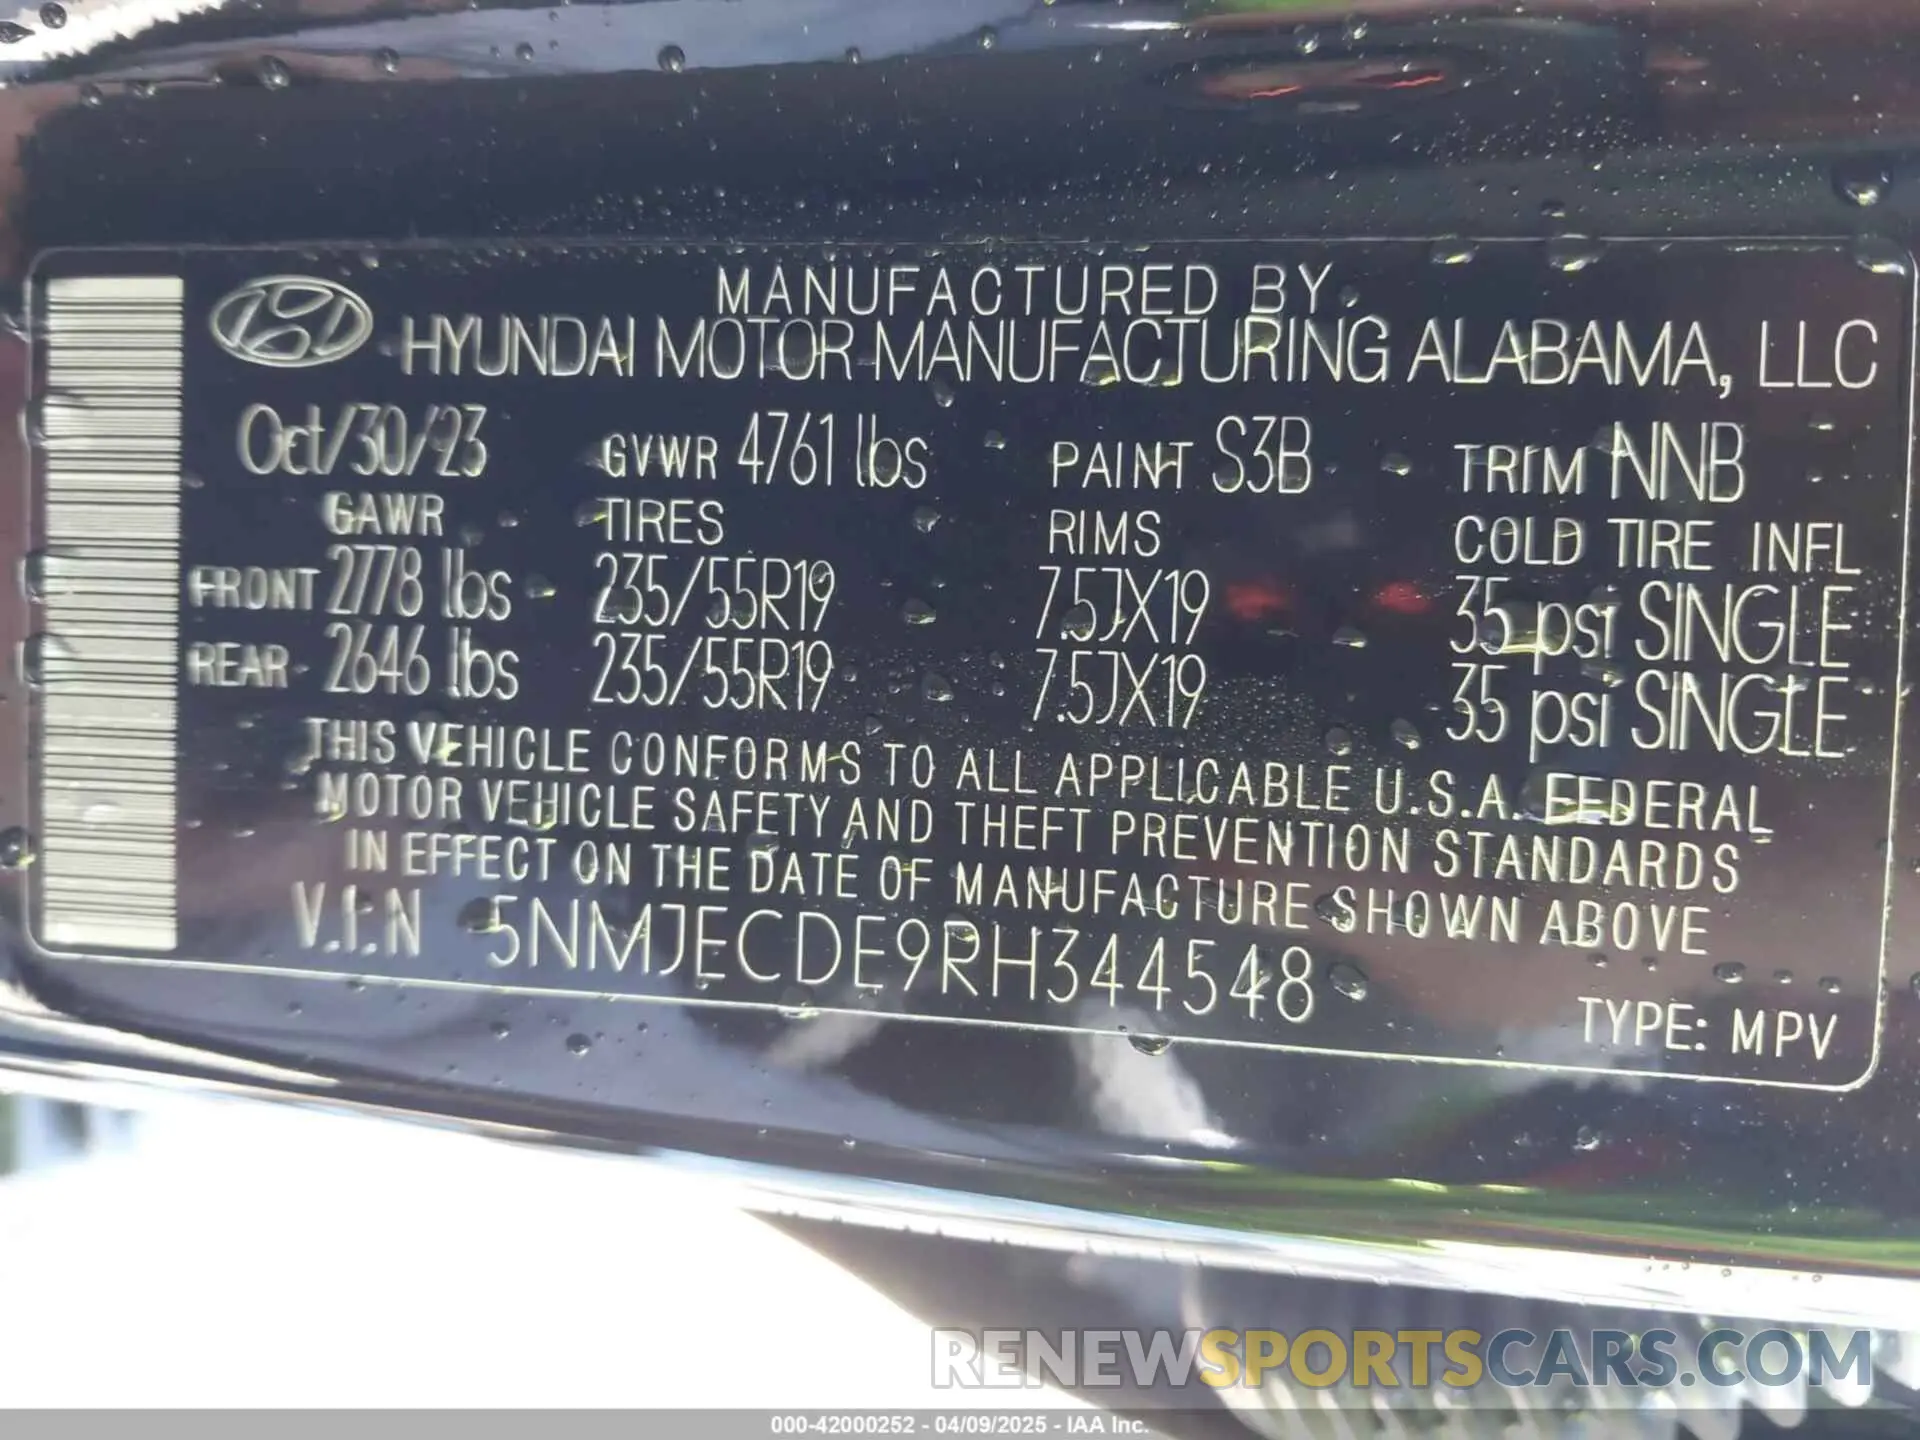 MANUFACTURED BY
HYUNDAI MOTOR MANUFACTURING ALABAMA, LLC
Oct/30/23 GVWR 4761 lbs PAINT S3B TRIM NNB
GAWR TIRES RIMS COLD TIRE INFL
FRONT 2778 lbs 235/55R19 7.5JX19 35 psi SINGLE
REAR 2646 lbs 235/55R19 7.5JX19 35 psi SINGLE
THIS VEHICLE CONFORMS TO ALL APPLICABLE U.S.A. FEDERAL
MOTOR VEHICLE SAFETY AND THEFT PREVENTION STANDARDS
IN EFFECT ON THE DATE OF MANUFACTURE SHOWN ABOVE
V.I.N 5NMJECDE9RH344548
TYPE: MPV
RENEWSPORTSCARS.COM
000-42000252 - 04/09/2025 - IAA Inc.